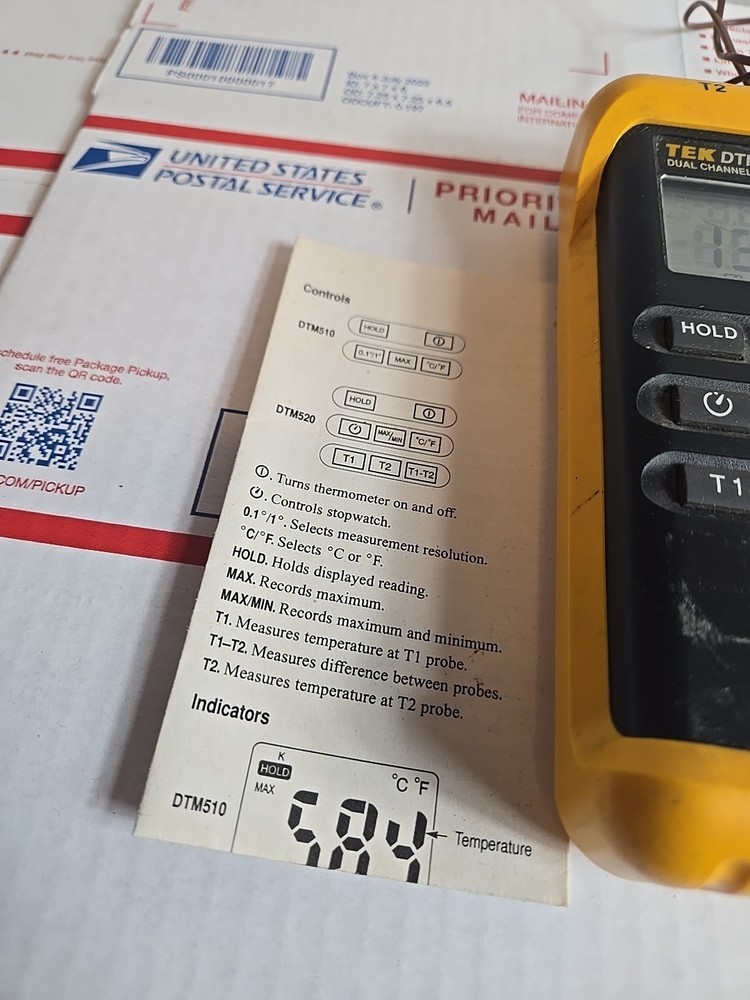 PS00001000017
MAILIN
UNITED STATES
POSTAL SERVICE®
PRIORI
MAIL
schedule free Package Pickup,
scan the QR code.
COM/PICKUP
Controls
DTM510
HOLD
0.1°/1° MAX °C/°F
DTM520
HOLD
MAX/MIN °C/°F
T1 T2 T1-T2
. Turns thermometer on and off.
. Controls stopwatch.
0.1°/1°. Selects measurement resolution.
°C/°F. Selects °C or °F.
HOLD. Holds displayed reading.
MAX. Records maximum.
MAX/MIN. Records maximum and minimum.
T1. Measures temperature at T1 probe.
T1–T2. Measures difference between probes.
T2. Measures temperature at T2 probe.
Indicators
DTM510
K
HOLD
MAX
°C °F
Temperature
T2
TEK DT
DUAL CHANNEL
HOLD
T1